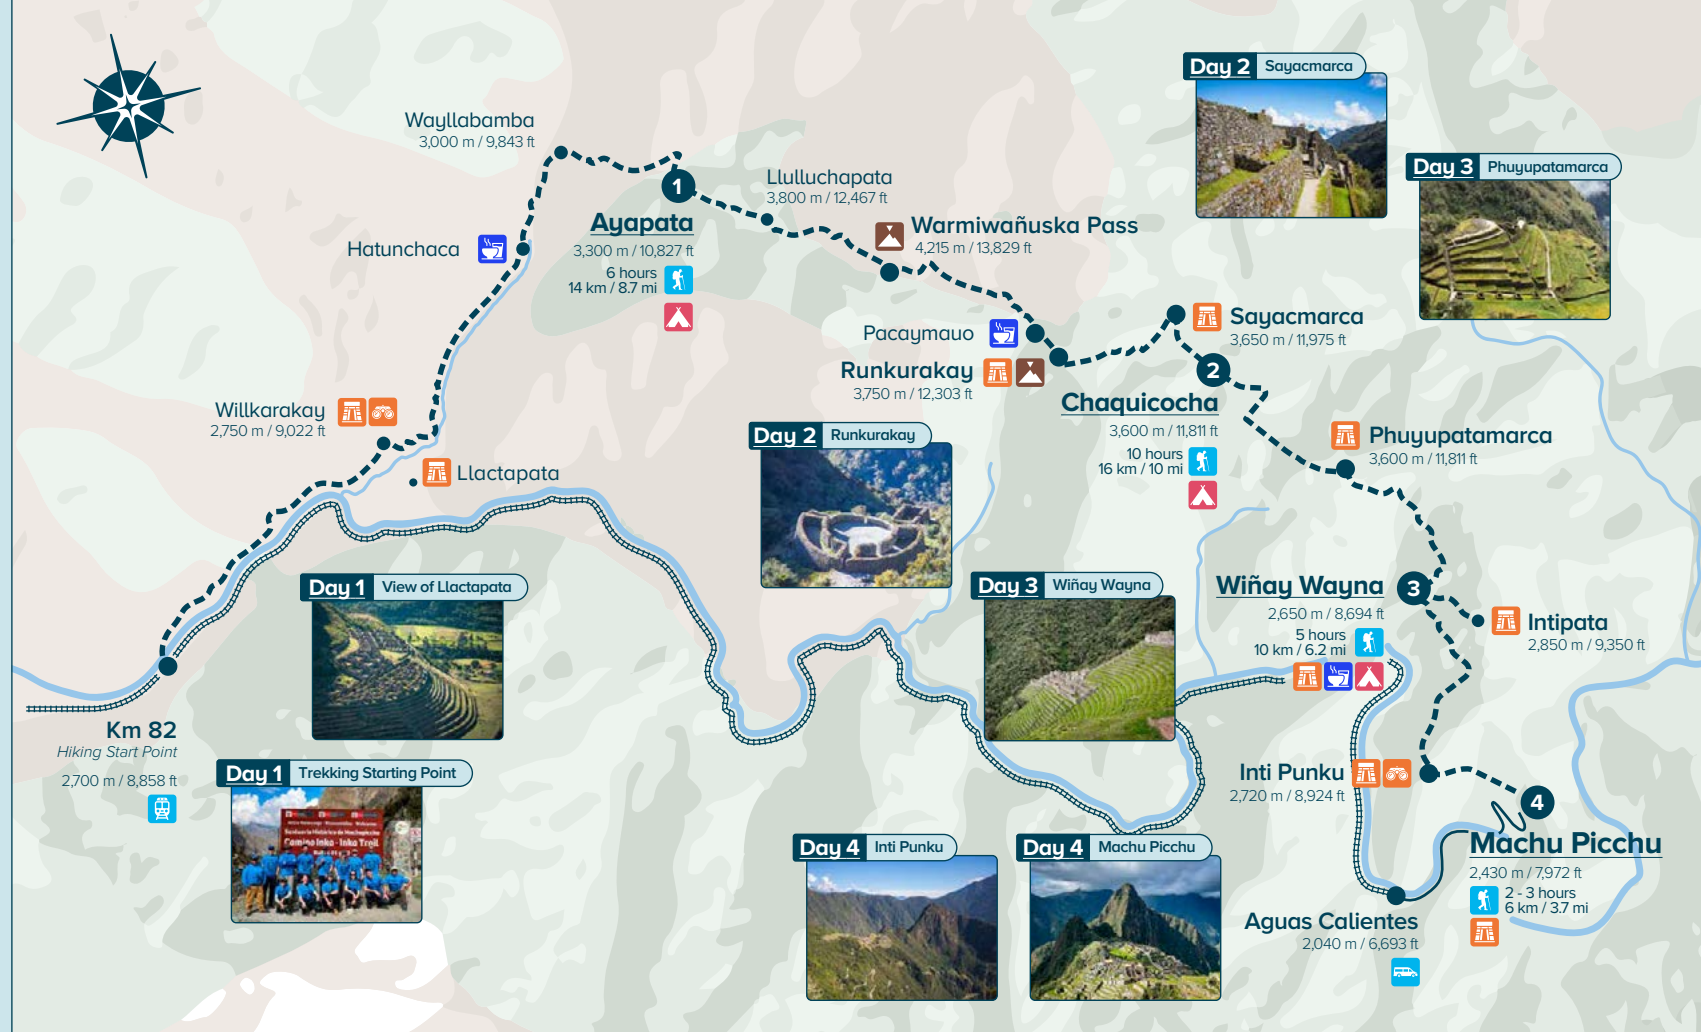 Day 2 Sayacmarca
Day 3 Phuyupatamarca
Wayllabamba
3,000 m / 9,843 ft
1
Ayapata
3,300 m / 10,827 ft
6 hours
14 km / 8.7 mi
Llulluchapata
3,800 m / 12,467 ft
Warmiwañuska Pass
4,215 m / 13,829 ft
Hatunchaca
Pacaymauo
Runkurakay
3,750 m / 12,303 ft
Sayacmarca
3,650 m / 11,975 ft
2
Chaquicocha
3,600 m / 11,811 ft
10 hours
16 km / 10 mi
Willkarakay
2,750 m / 9,022 ft
Llactapata
Day 2 Runkurakay
Phuyupatamarca
3,600 m / 11,811 ft
Day 1 View of Llactapata
Day 3 Wiñay Wayna
Wiñay Wayna
3
2,650 m / 8,694 ft
5 hours
10 km / 6.2 mi
Intipata
2,850 m / 9,350 ft
Km 82
Hiking Start Point
2,700 m / 8,858 ft
Day 1 Trekking Starting Point
Camino Inka - Inka Trail
Inti Punku
2,720 m / 8,924 ft
4
Machu Picchu
2,430 m / 7,972 ft
2 - 3 hours
6 km / 3.7 mi
Day 4 Inti Punku
Day 4 Machu Picchu
Aguas Calientes
2,040 m / 6,693 ft